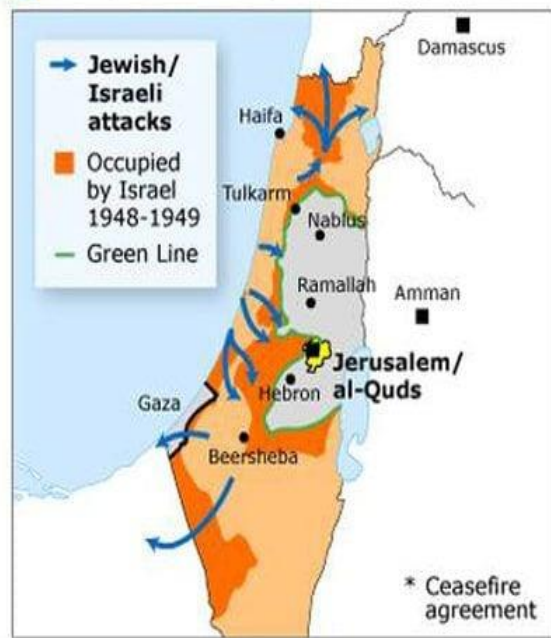 Jewish/
Israeli
attacks
Occupied
by Israel
1948-1949
Green Line
Damascus
Haifa
Tulkarm
Nablus
Ramallah
Amman
Jerusalem/
al-Quds
Hebron
Gaza
Beersheba
* Ceasefire
agreement